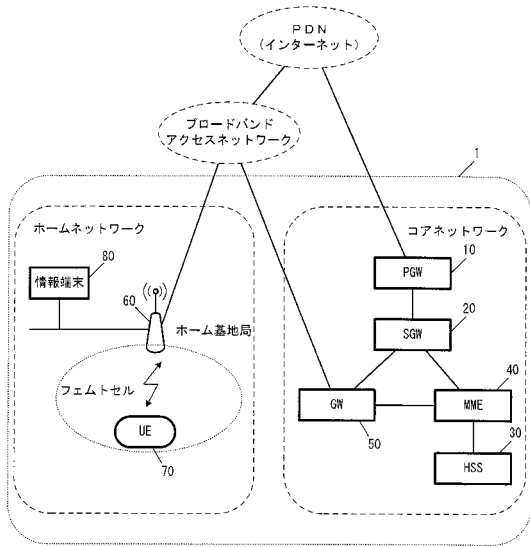 PDN
(インターネット)
ブロードバンド
アクセスネットワーク
1
ホームネットワーク
80
情報端末
60
ホーム基地局
フェムトセル
UE
70
コアネットワーク
10
PGW
20
SGW
40
GW
MME
50
30
HSS